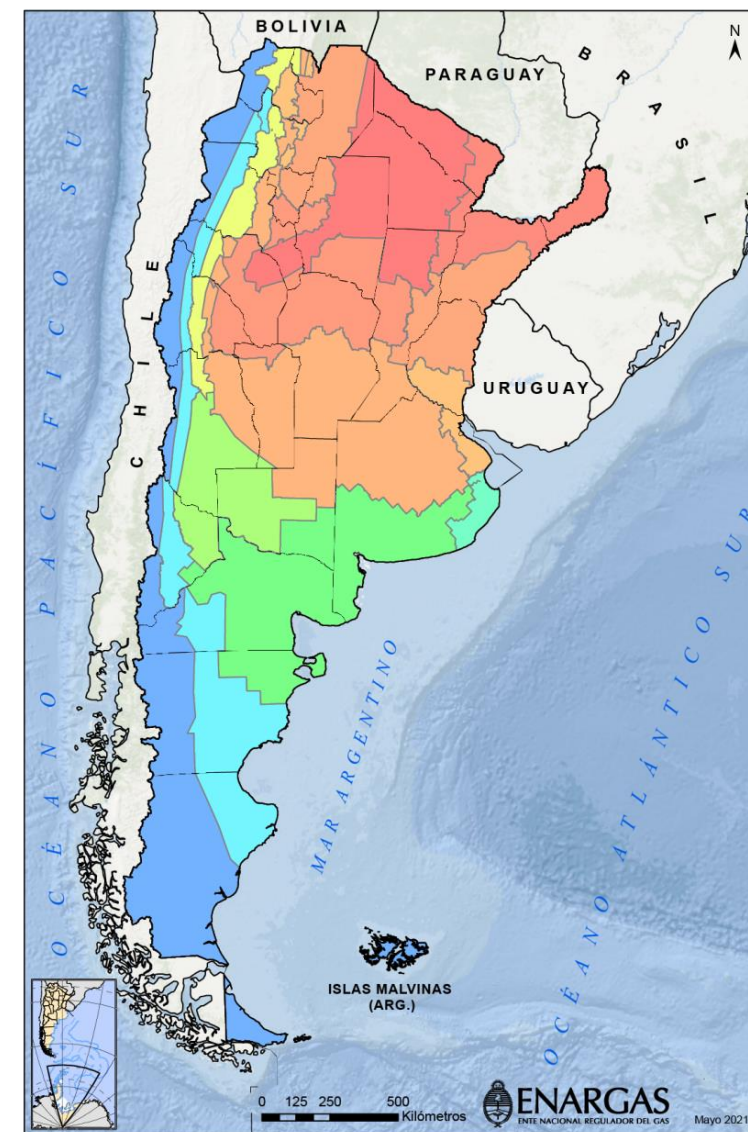 BOLIVIA
N
PARAGUAY
BRASIL
OCÉANO PACÍFICO SUR
CHILE
URUGUAY
MAR ARGENTINO
OCÉANO ATLÁNTICO SUR
ISLAS MALVINAS
(ARG.)
0 125 250 500
Kilómetros
ENARGAS
ENTE NACIONAL REGULADOR DEL GAS
Mayo 2021